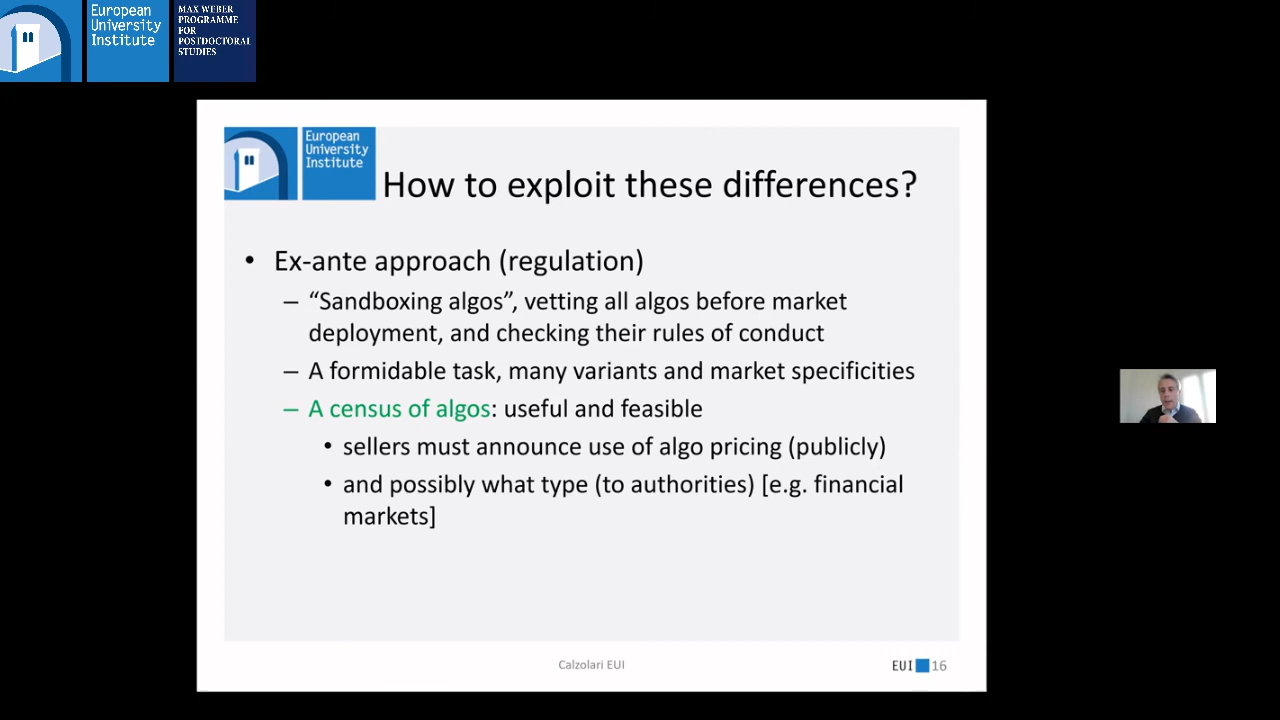 European
University
Institute
MAX WEBER
PROGRAMME
FOR
POSTDOCTORAL
STUDIES
European
University
Institute
How to exploit these differences?
• Ex-ante approach (regulation)
– “Sandboxing algos”, vetting all algos before market
deployment, and checking their rules of conduct
– A formidable task, many variants and market specificities
– A census of algos: useful and feasible
• sellers must announce use of algo pricing (publicly)
• and possibly what type (to authorities) [e.g. financial
markets]
Calzolari EUI
EUI 16